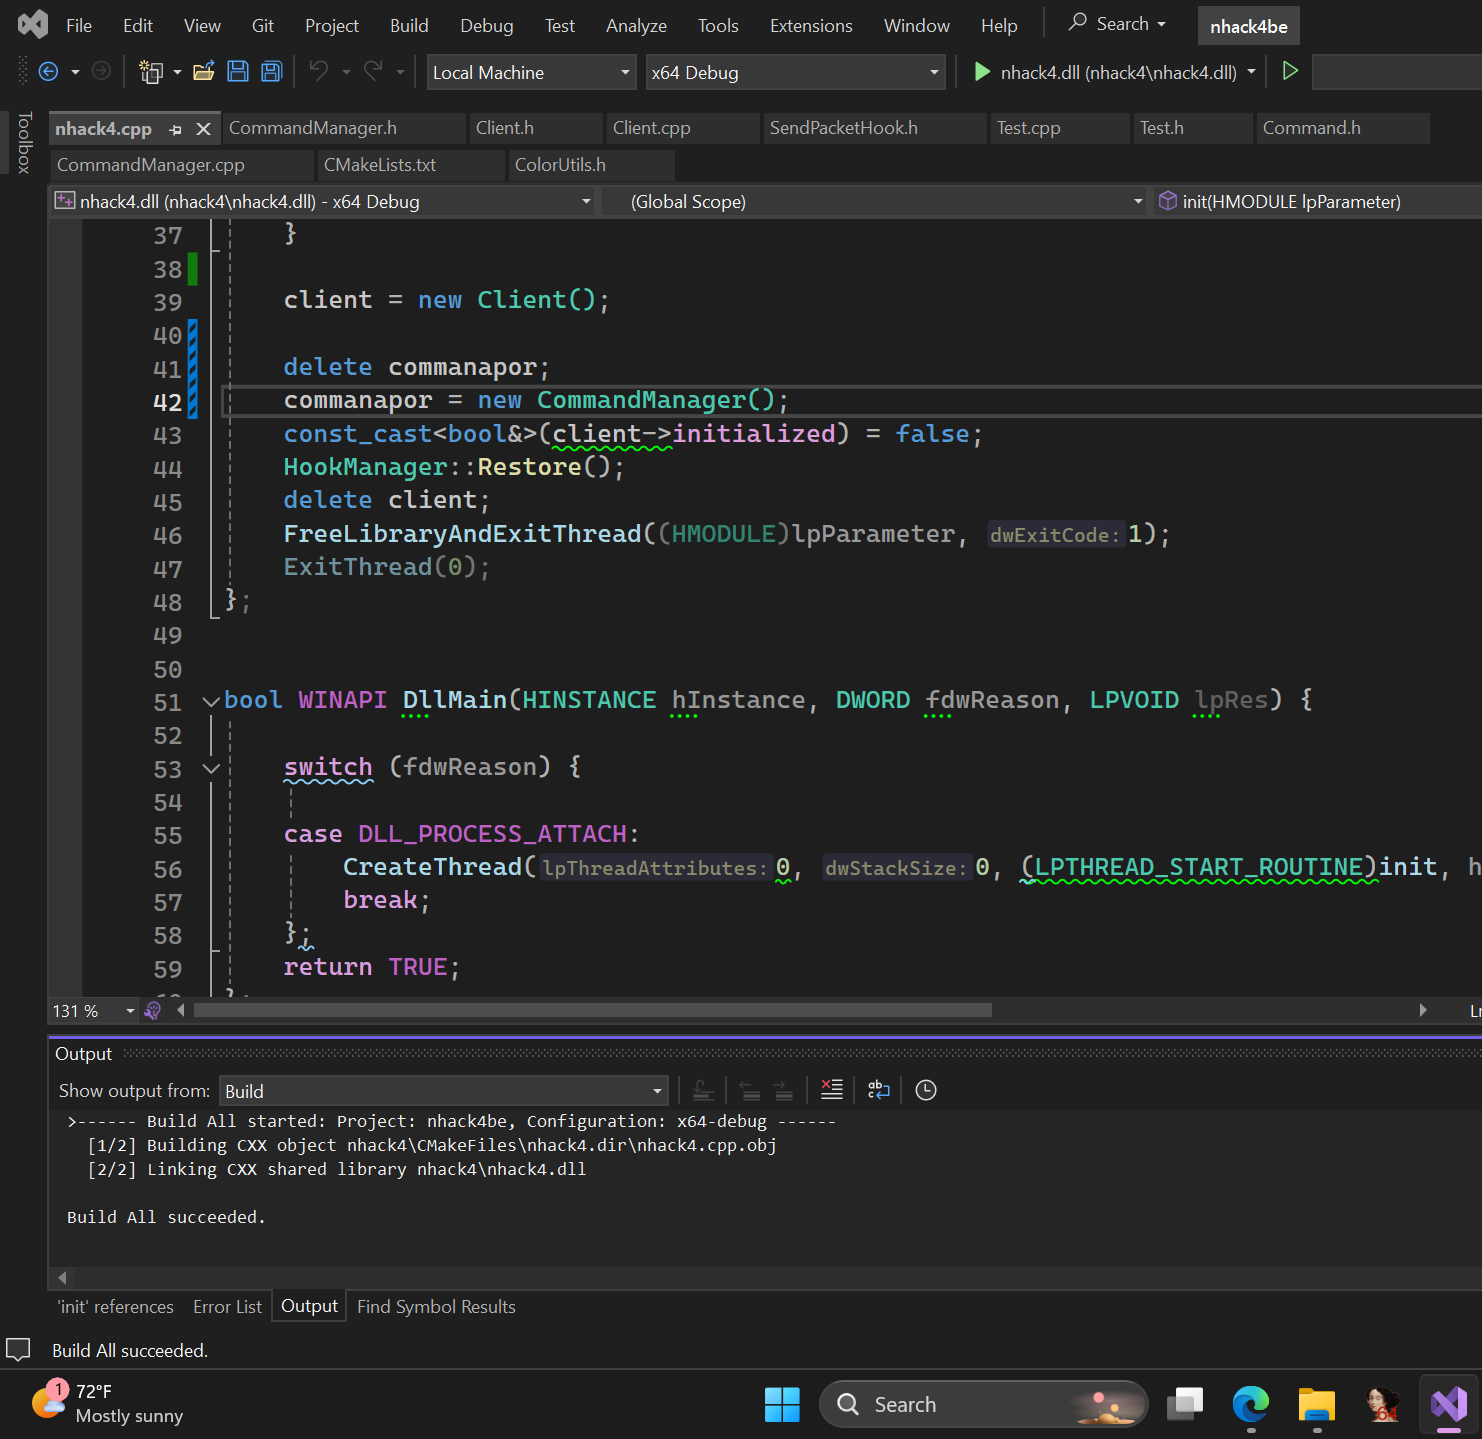 File Edit View Git Project Build Debug Test Analyze Tools Extensions Window Help Search nhack4be
Local Machine x64 Debug nhack4.dll (nhack4\nhack4.dll)
Toolbox
nhack4.cpp CommandManager.h Client.h Client.cpp SendPacketHook.h Test.cpp Test.h Command.h
CommandManager.cpp CMakeLists.txt ColorUtils.h
nhack4.dll (nhack4\nhack4.dll) - x64 Debug (Global Scope) init(HMODULE lpParameter)
37 }
38
39 client = new Client();
40
41 delete commanapor;
42 commanapor = new CommandManager();
43 const_cast<bool&>(client->initialized) = false;
44 HookManager::Restore();
45 delete client;
46 FreeLibraryAndExitThread((HMODULE)lpParameter, dwExitCode: 1);
47 ExitThread(0);
48 };
49
50
51 bool WINAPI DllMain(HINSTANCE hInstance, DWORD fdwReason, LPVOID lpRes) {
52
53 switch (fdwReason) {
54
55 case DLL_PROCESS_ATTACH:
56 CreateThread(lpThreadAttributes: 0, dwStackSize: 0, (LPTHREAD_START_ROUTINE)init, h
57 break;
58 };
59 return TRUE;
131 %
Output
Show output from: Build
>------ Build All started: Project: nhack4be, Configuration: x64-debug ------
[1/2] Building CXX object nhack4\CMakeFiles\nhack4.dir\nhack4.cpp.obj
[2/2] Linking CXX shared library nhack4\nhack4.dll
Build All succeeded.
'init' references Error List Output Find Symbol Results
Build All succeeded.
1 72°F
Mostly sunny
Search
64